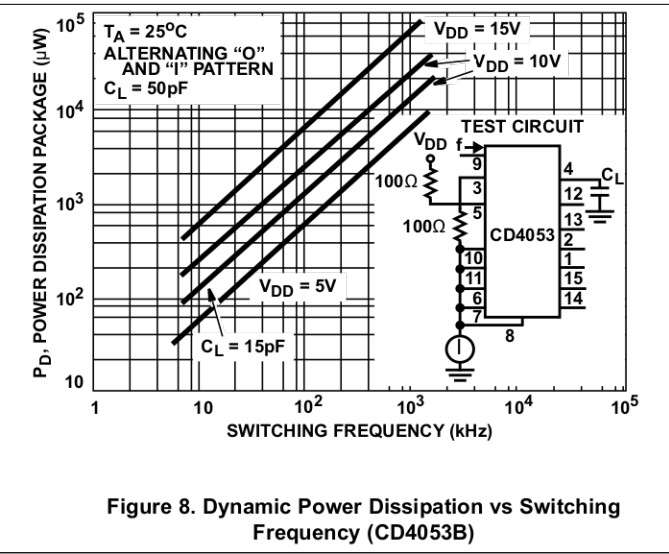 10⁵
T_A = 25ºC
ALTERNATING “O”
AND “I” PATTERN
C_L = 50pF
V_DD = 15V
V_DD = 10V
10⁴
10³
10²
10
P_D, POWER DISSIPATION PACKAGE (µW)
TEST CIRCUIT
V_DD f
100Ω
100Ω
9
3
5
10
11
6
7
8
CD4053
4
12
13
2
1
15
14
C_L
I
V_DD = 5V
C_L = 15pF
1
10
10²
10³
10⁴
10⁵
SWITCHING FREQUENCY (kHz)
Figure 8. Dynamic Power Dissipation vs Switching
Frequency (CD4053B)